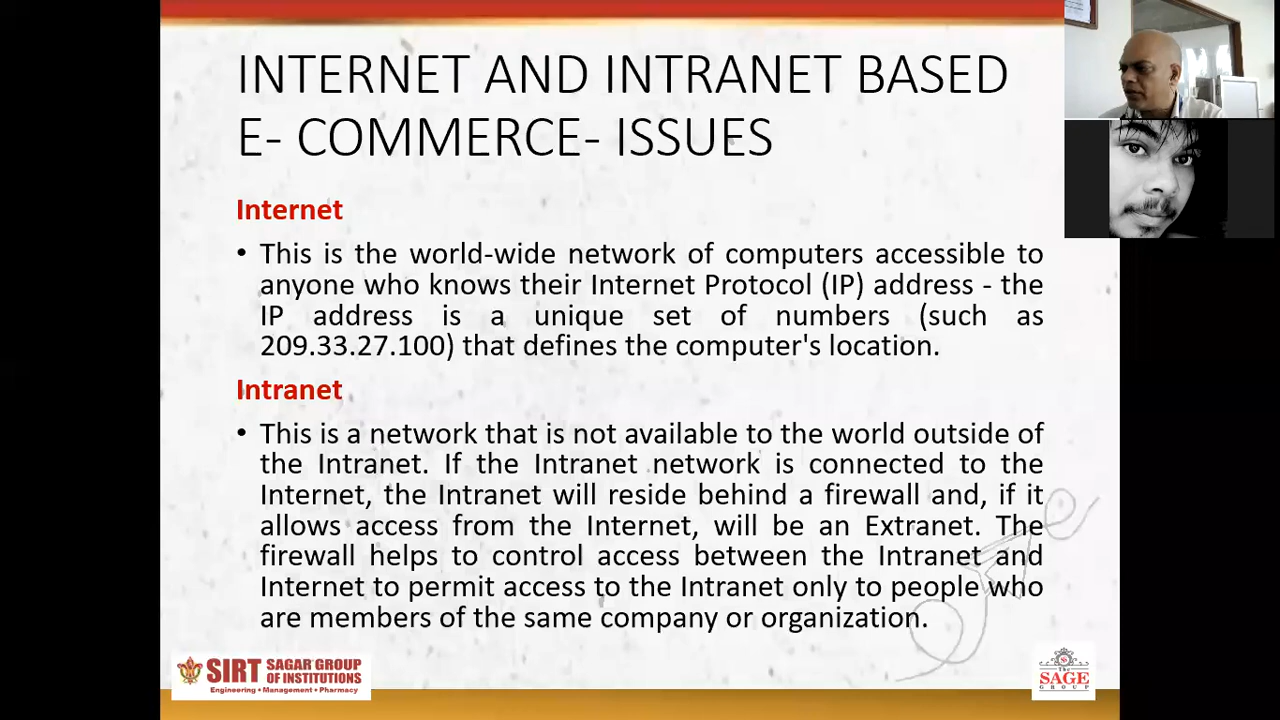 INTERNET AND INTRANET BASED
E- COMMERCE- ISSUES
Internet
• This is the world-wide network of computers accessible to
anyone who knows their Internet Protocol (IP) address - the
IP address is a unique set of numbers (such as
209.33.27.100) that defines the computer's location.
Intranet
• This is a network that is not available to the world outside of
the Intranet. If the Intranet network is connected to the
Internet, the Intranet will reside behind a firewall and, if it
allows access from the Internet, will be an Extranet. The
firewall helps to control access between the Intranet and
Internet to permit access to the Intranet only to people who
are members of the same company or organization.
SIRT SAGAR GROUP
OF INSTITUTIONS
Engineering • Management • Pharmacy
The
SAGE
GROUP